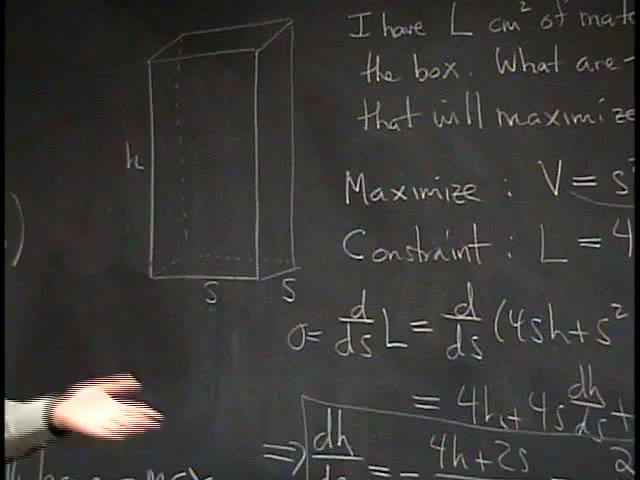 I have L cm² of
the box. What are
that will maximize
h
Maximize : V = s
Constraint : L = 4
s s
0 = d/ds L = d/ds (4sh + s²
= 4h + 4s dh/ds +
⇒ dh/ds = - 4h + 2s